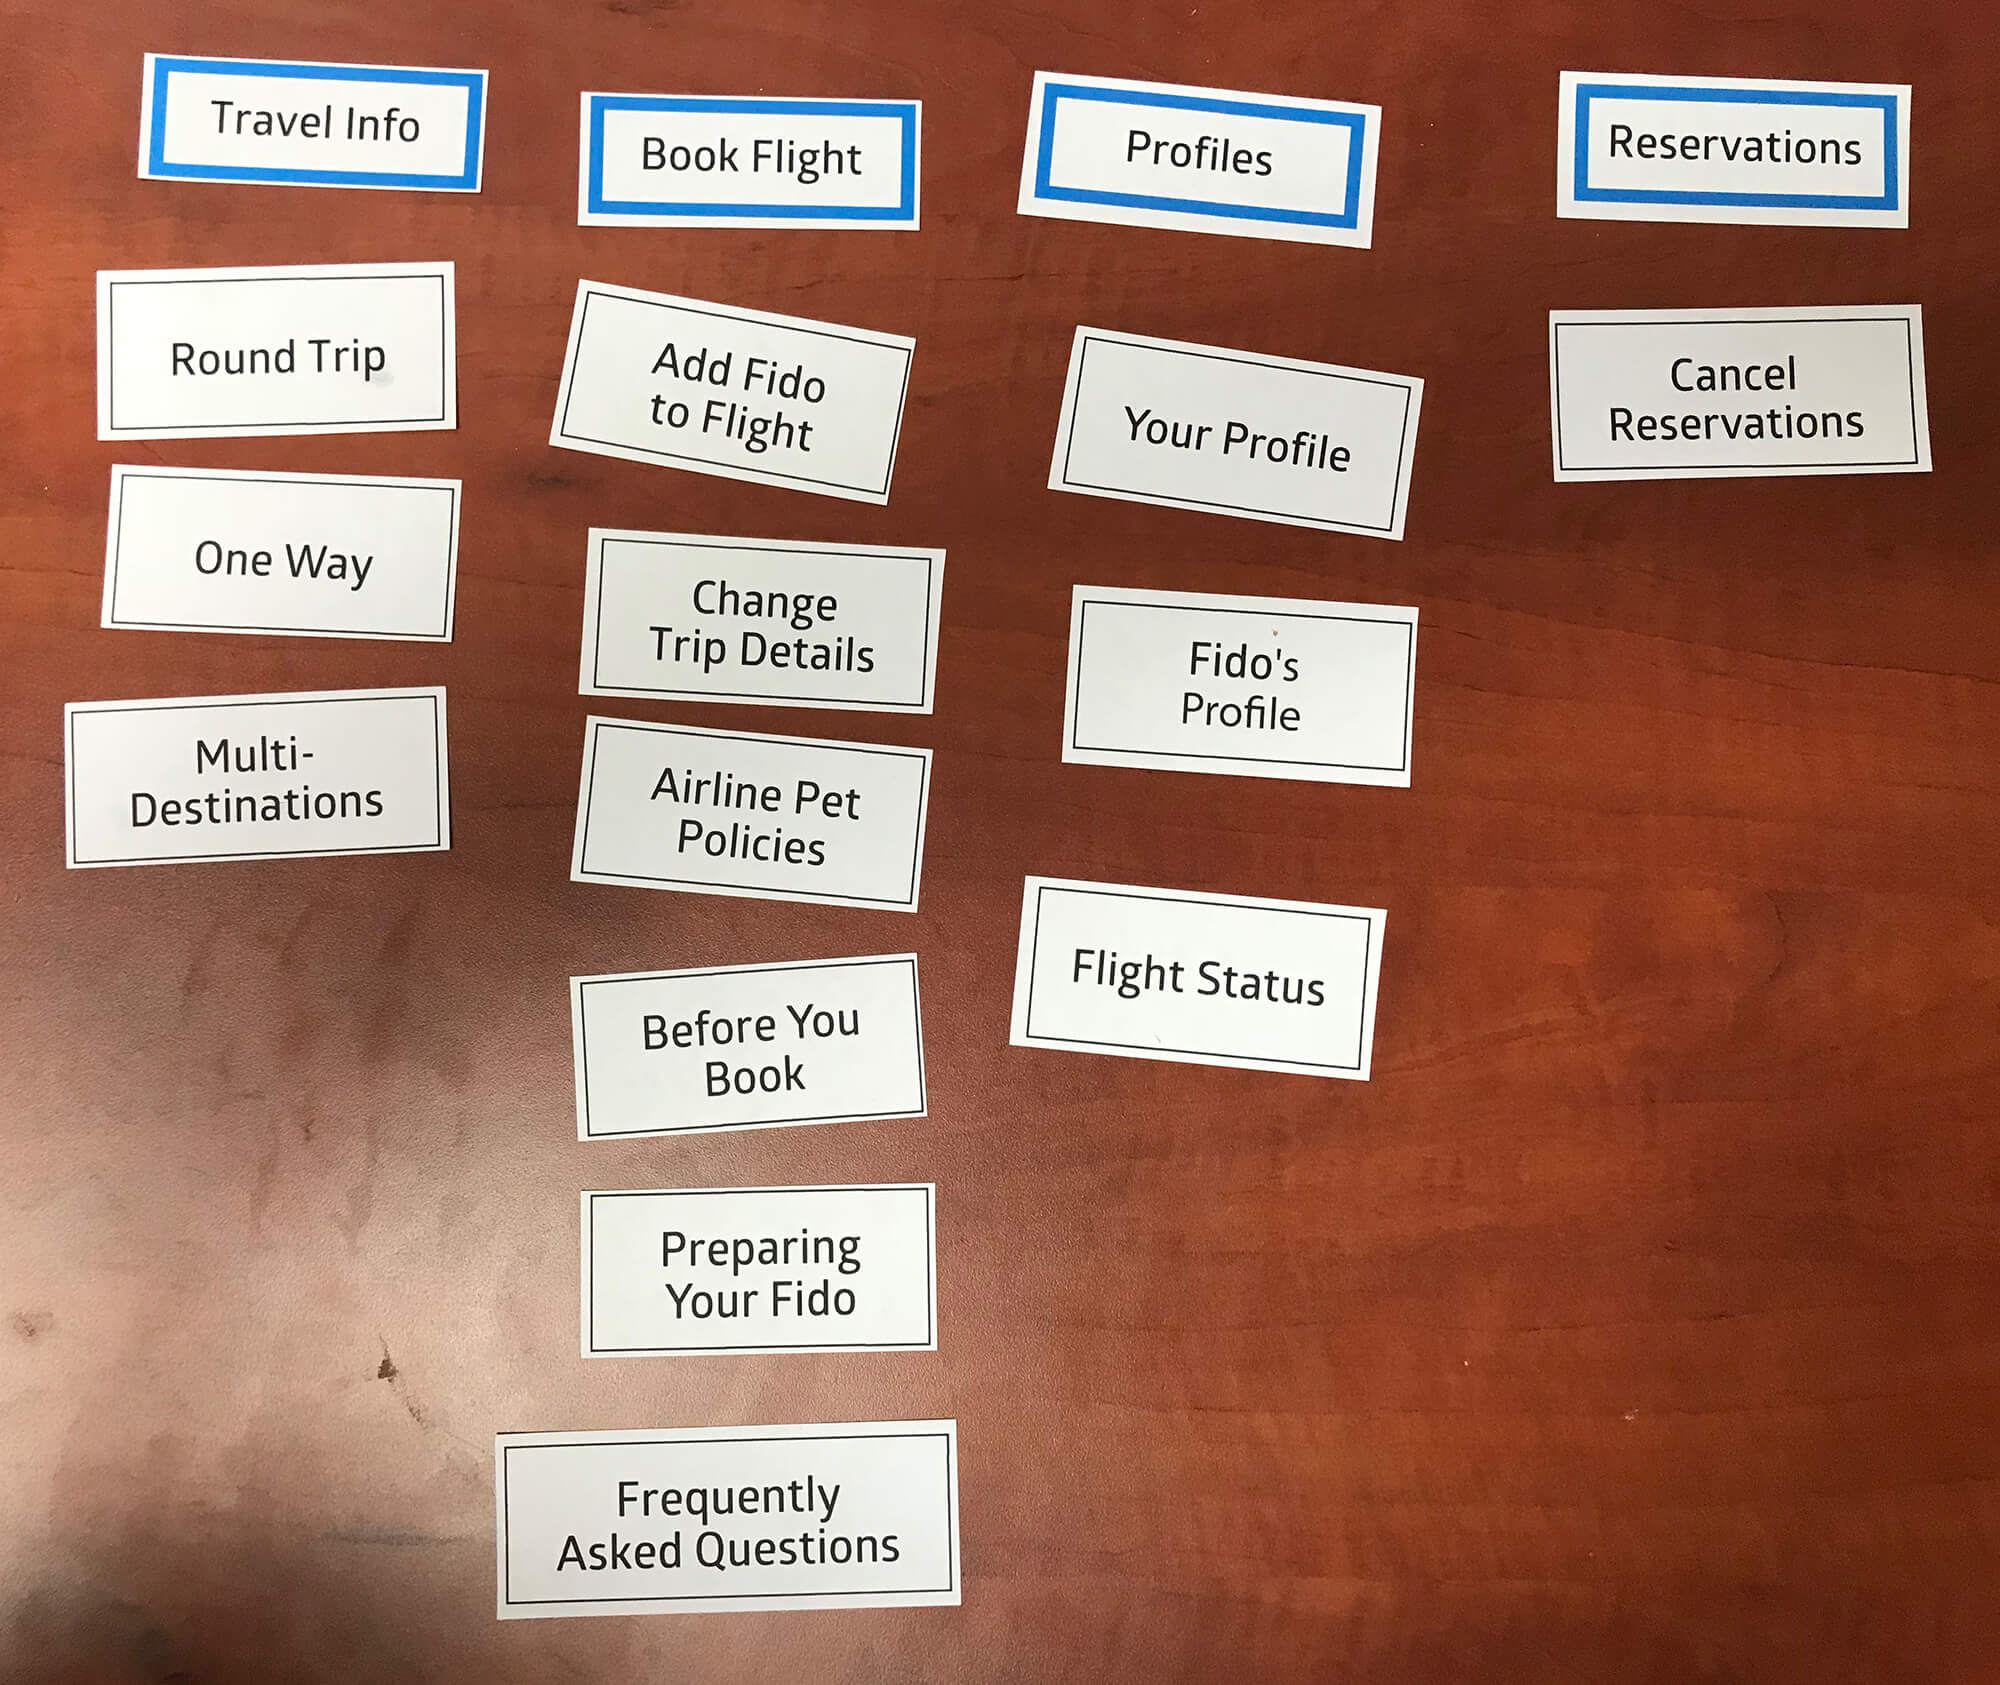 Travel Info
Round Trip
One Way
Multi-
Destinations
Book Flight
Add Fido
to Flight
Change
Trip Details
Airline Pet
Policies
Before You
Book
Preparing
Your Fido
Frequently
Asked Questions
Profiles
Your Profile
Fido's
Profile
Flight Status
Reservations
Cancel
Reservations